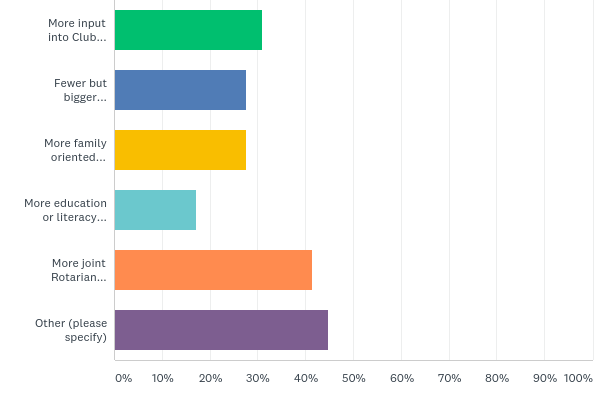 More input
into Club...
Fewer but
bigger...
More family
oriented...
More education
or literacy...
More joint
Rotarian...
Other (please
specify)
0% 10% 20% 30% 40% 50% 60% 70% 80% 90% 100%